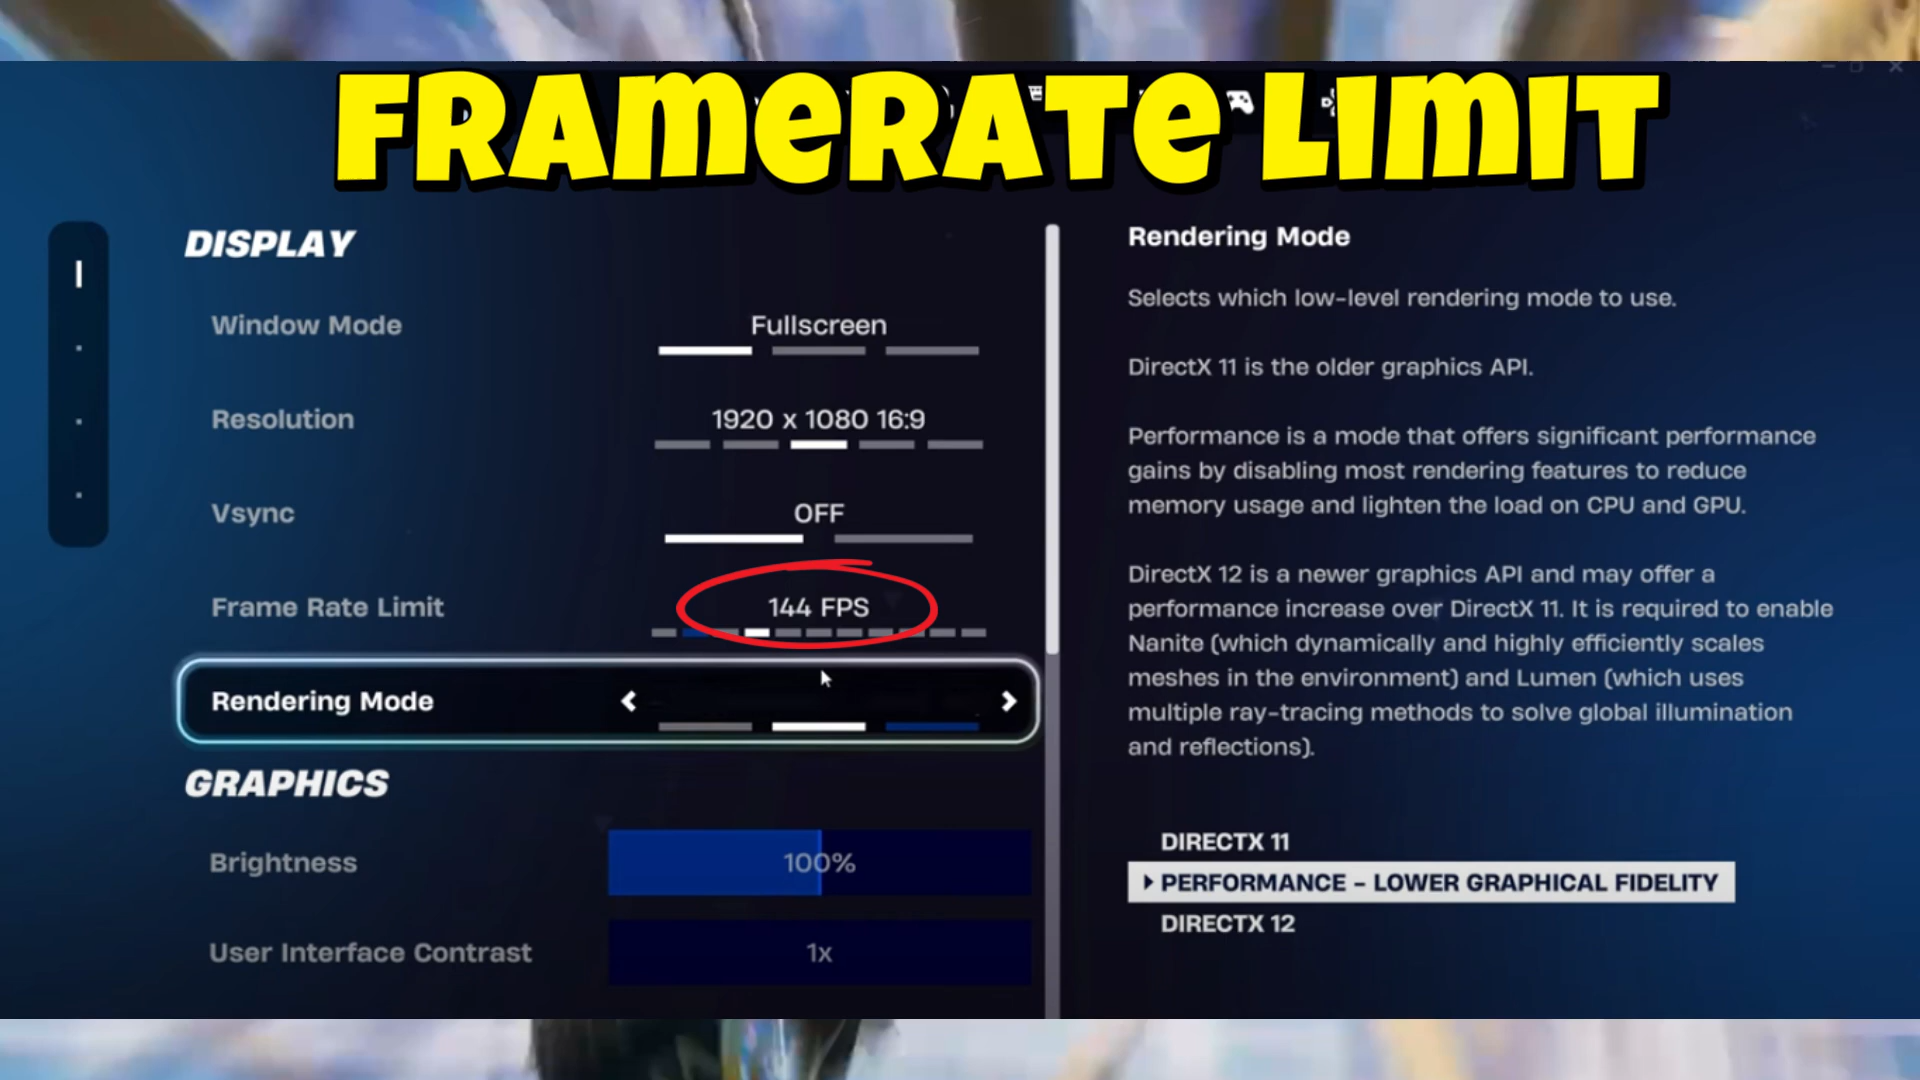 FRAMERATE LIMIT
DISPLAY
Window Mode
Fullscreen
Resolution
1920 x 1080 16:9
Vsync
OFF
Frame Rate Limit
144 FPS
Rendering Mode
GRAPHICS
Brightness
100%
User Interface Contrast
1x
Rendering Mode
Selects which low-level rendering mode to use.
DirectX 11 is the older graphics API.
Performance is a mode that offers significant performance
gains by disabling most rendering features to reduce
memory usage and lighten the load on CPU and GPU.
DirectX 12 is a newer graphics API and may offer a
performance increase over DirectX 11. It is required to enable
Nanite (which dynamically and highly efficiently scales
meshes in the environment) and Lumen (which uses
multiple ray-tracing methods to solve global illumination
and reflections).
DIRECTX 11
PERFORMANCE - LOWER GRAPHICAL FIDELITY
DIRECTX 12